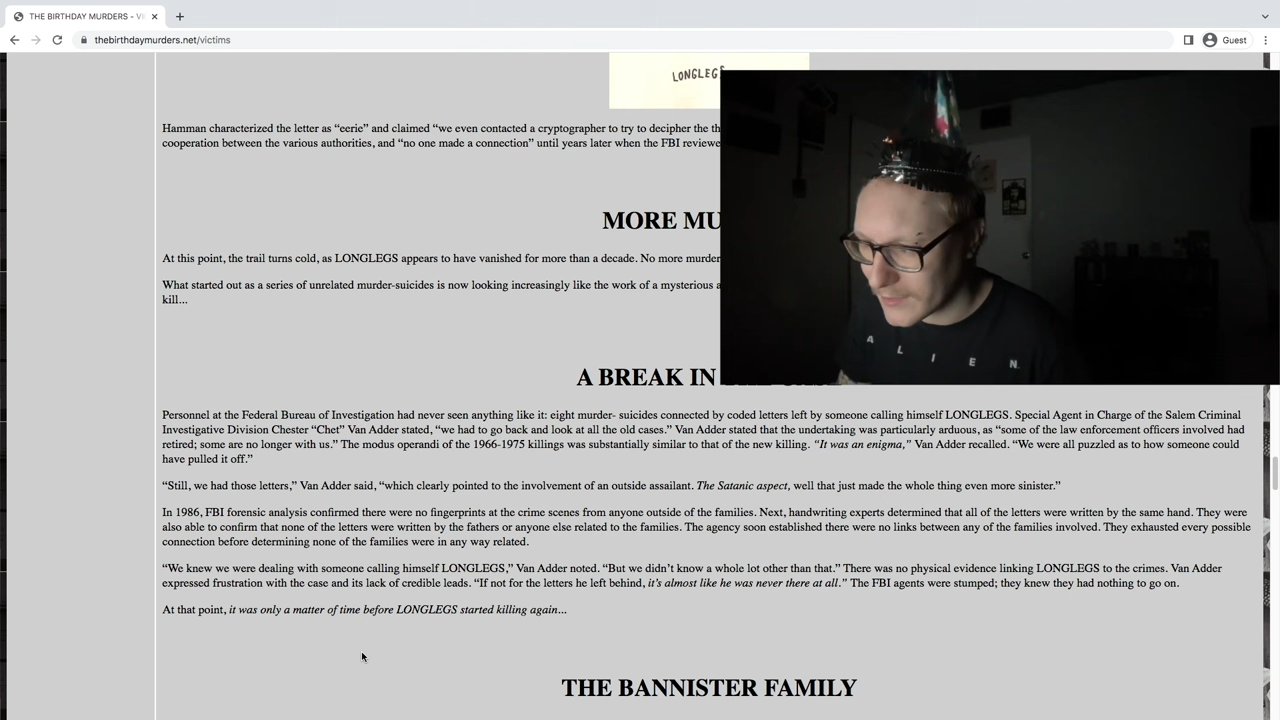 THE BIRTHDAY MURDERS - VI
thebirthdaymurders.net/victims
Guest
LONGLEGS
Hamman characterized the letter as “eerie” and claimed “we even contacted a cryptographer to try to decipher the th
cooperation between the various authorities, and “no one made a connection” until years later when the FBI reviewe
MORE MU
At this point, the trail turns cold, as LONGLEGS appears to have vanished for more than a decade. No more murder
What started out as a series of unrelated murder-suicides is now looking increasingly like the work of a mysterious a
kill...
A L I E N
A BREAK IN
Personnel at the Federal Bureau of Investigation had never seen anything like it: eight murder- suicides connected by coded letters left by someone calling himself LONGLEGS. Special Agent in Charge of the Salem Criminal
Investigative Division Chester “Chet” Van Adder stated, “we had to go back and look at all the old cases.” Van Adder stated that the undertaking was particularly arduous, as “some of the law enforcement officers involved had
retired; some are no longer with us.” The modus operandi of the 1966-1975 killings was substantially similar to that of the new killing. “It was an enigma,” Van Adder recalled. “We were all puzzled as to how someone could
have pulled it off.”
“Still, we had those letters,” Van Adder said, “which clearly pointed to the involvement of an outside assailant. The Satanic aspect, well that just made the whole thing even more sinister.”
In 1986, FBI forensic analysis confirmed there were no fingerprints at the crime scenes from anyone outside of the families. Next, handwriting experts determined that all of the letters were written by the same hand. They were
also able to confirm that none of the letters were written by the fathers or anyone else related to the families. The agency soon established there were no links between any of the families involved. They exhausted every possible
connection before determining none of the families were in any way related.
“We knew we were dealing with someone calling himself LONGLEGS,” Van Adder noted. “But we didn’t know a whole lot other than that.” There was no physical evidence linking LONGLEGS to the crimes. Van Adder
expressed frustration with the case and its lack of credible leads. “If not for the letters he left behind, it’s almost like he was never there at all.” The FBI agents were stumped; they knew they had nothing to go on.
At that point, it was only a matter of time before LONGLEGS started killing again...
THE BANNISTER FAMILY